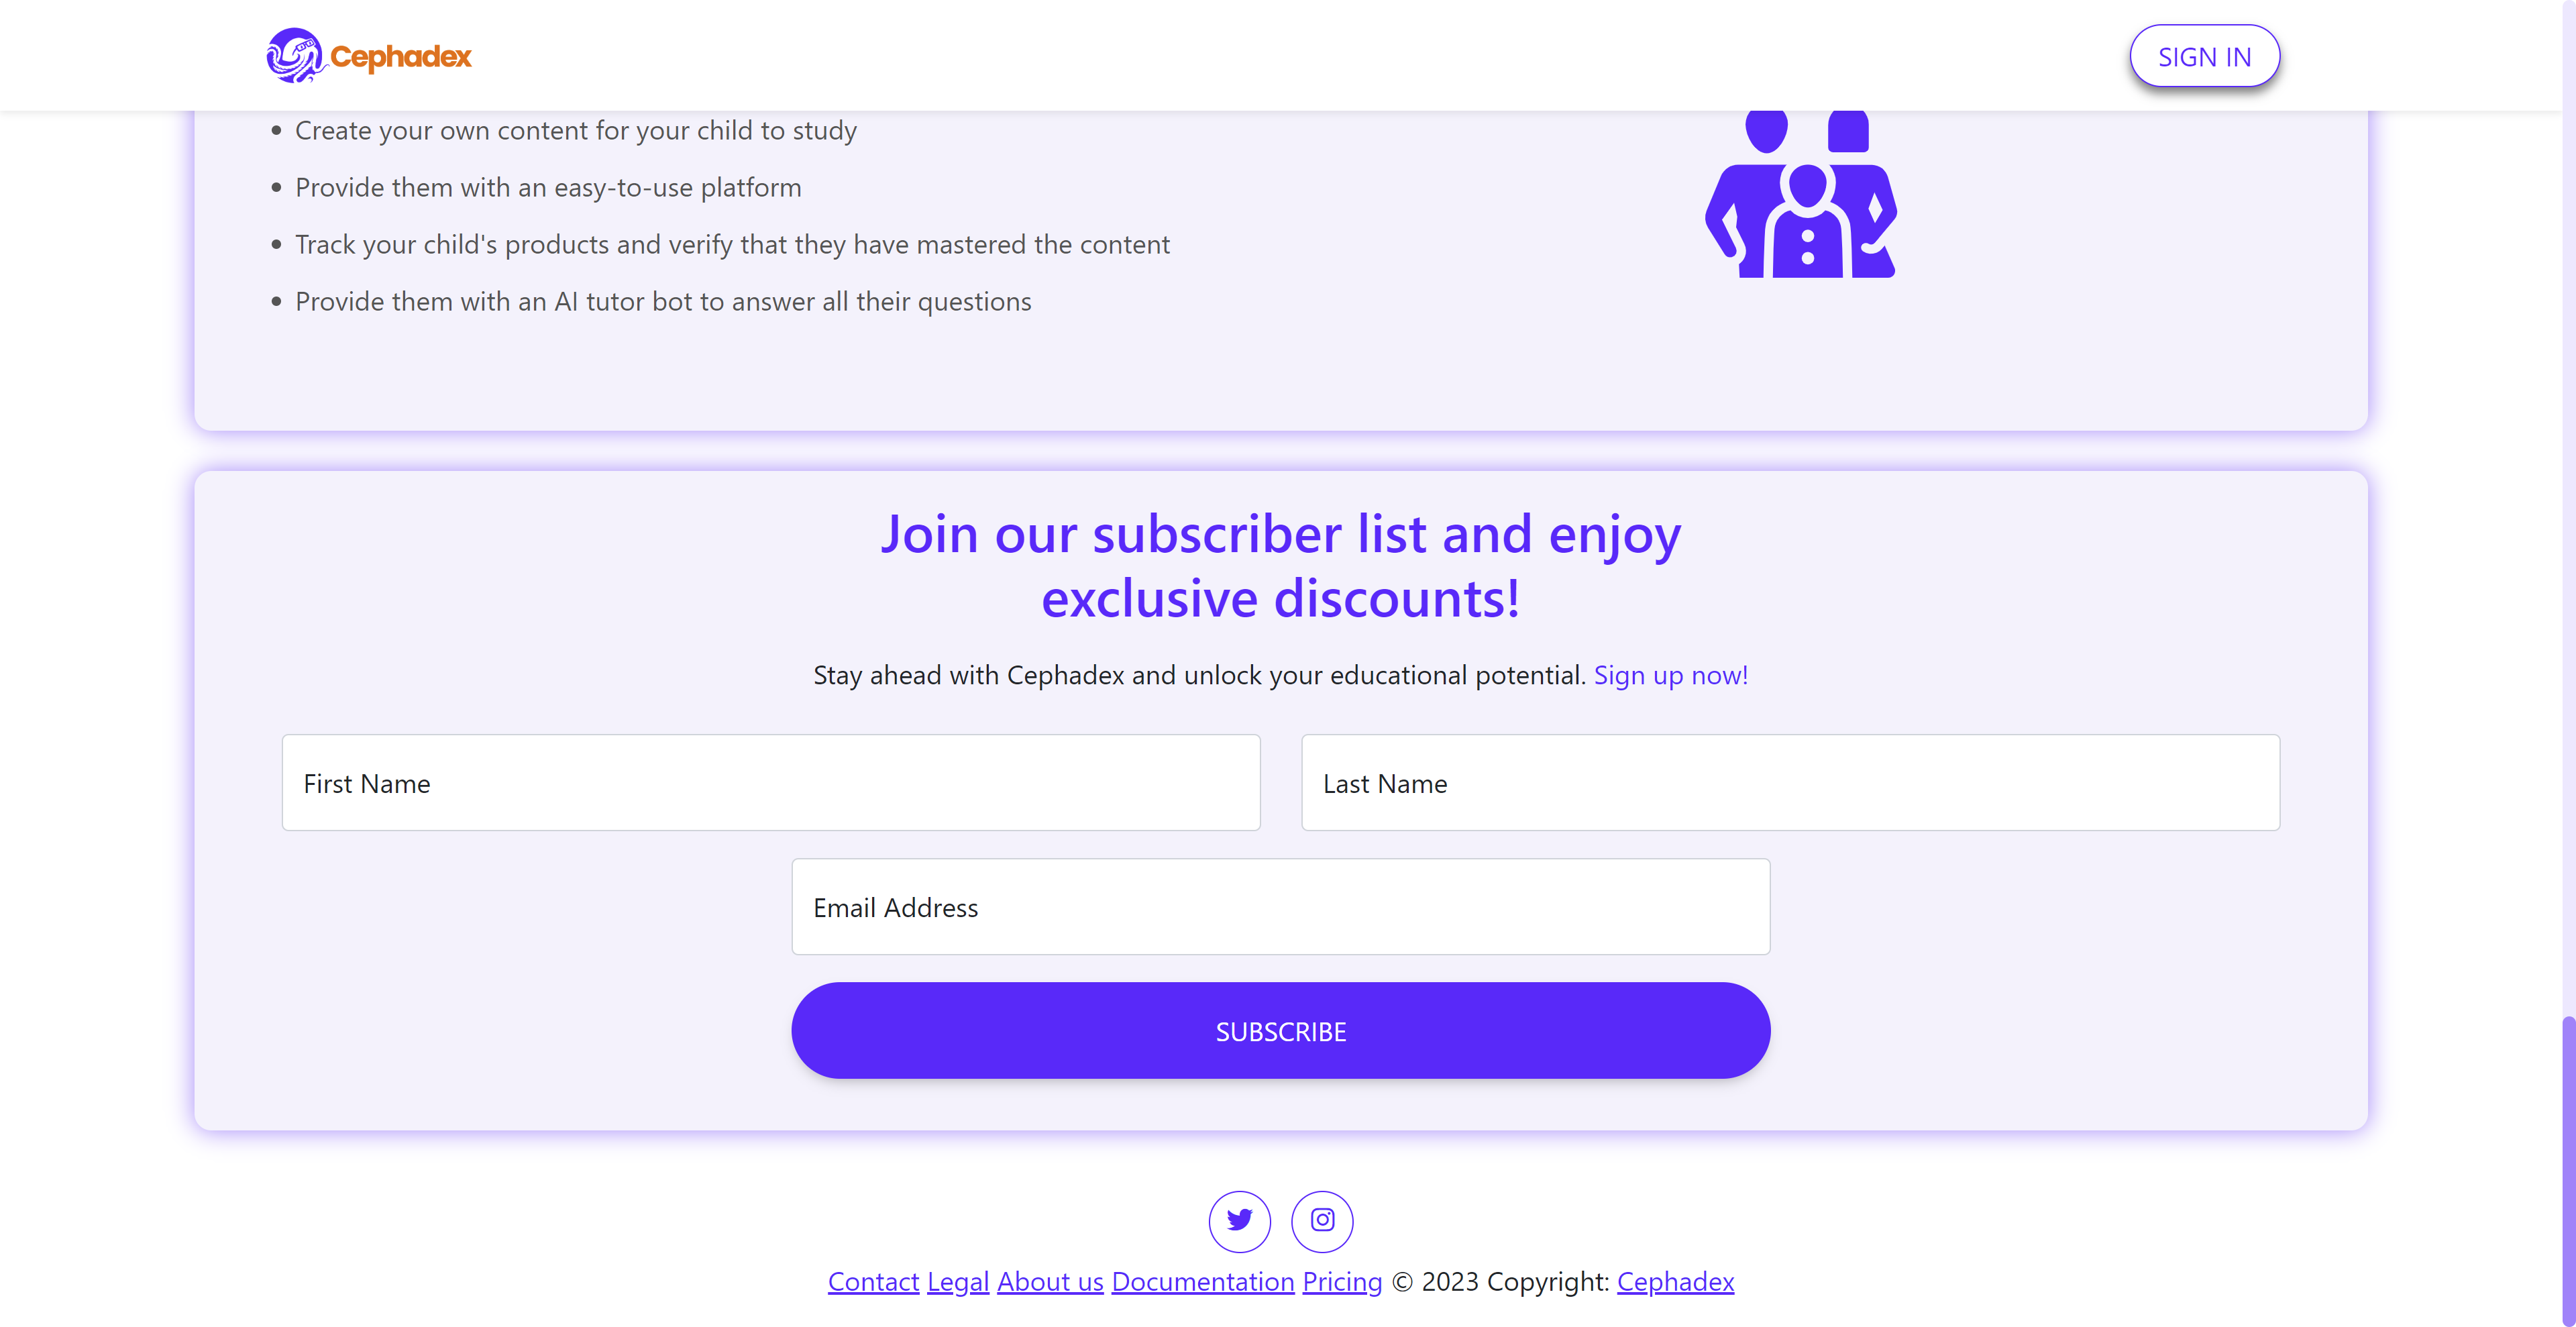 Cephadex
SIGN IN
Create your own content for your child to study
Provide them with an easy-to-use platform
Track your child's products and verify that they have mastered the content
Provide them with an AI tutor bot to answer all their questions
Join our subscriber list and enjoy
exclusive discounts!
Stay ahead with Cephadex and unlock your educational potential. Sign up now!
First Name
Last Name
Email Address
SUBSCRIBE
Contact Legal About us Documentation Pricing © 2023 Copyright: Cephadex